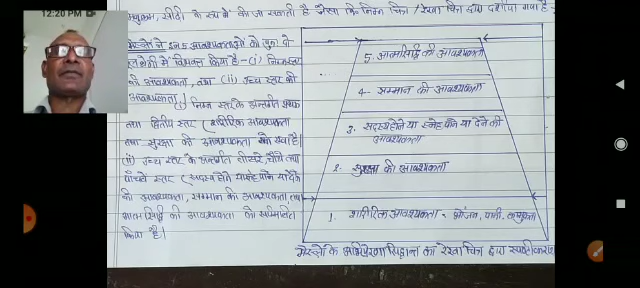 12:20 PM
सीढ़ी के रूप में की जा सकती है जैसा कि निम्न चित्र / रेखा चित्र द्वारा दर्शाया गया है
मैस्लो ने इन 5 आवश्यकताओं को पुनः दो
में विभक्त किया है - (i) निम्नस्तर
की आवश्यकता, तथा (ii) उच्च स्तर की
आवश्यकता (i) निम्न स्तर के अन्तर्गत
तथा द्वितीय स्तर (शारीरिक आवश्यकता
तथा सुरक्षा की आवश्यकता को रखा है।
(ii) उच्च स्तर के अन्तर्गत तीसरे, चौथे तथा
पाँचवे स्तर (सदस्य होने या स्नेह पाने या देने
की आवश्यकता, सम्मान की आवश्यकता, तथा
आत्मसिद्धि की आवश्यकता को सम्मिलित
किया है।
5. आत्मसिद्धि की आवश्यकता
4- सम्मान की आवश्यकता
3. सदस्य होने या स्नेह पाने या देने की
आवश्यकता
2- सुरक्षा की आवश्यकता
1. शारीरिक आवश्यकता - भोजन, पानी,
मैस्लो के अभिप्रेरणा सिद्धान्त का रेखा चित्र द्वारा स्पष्टीकरण